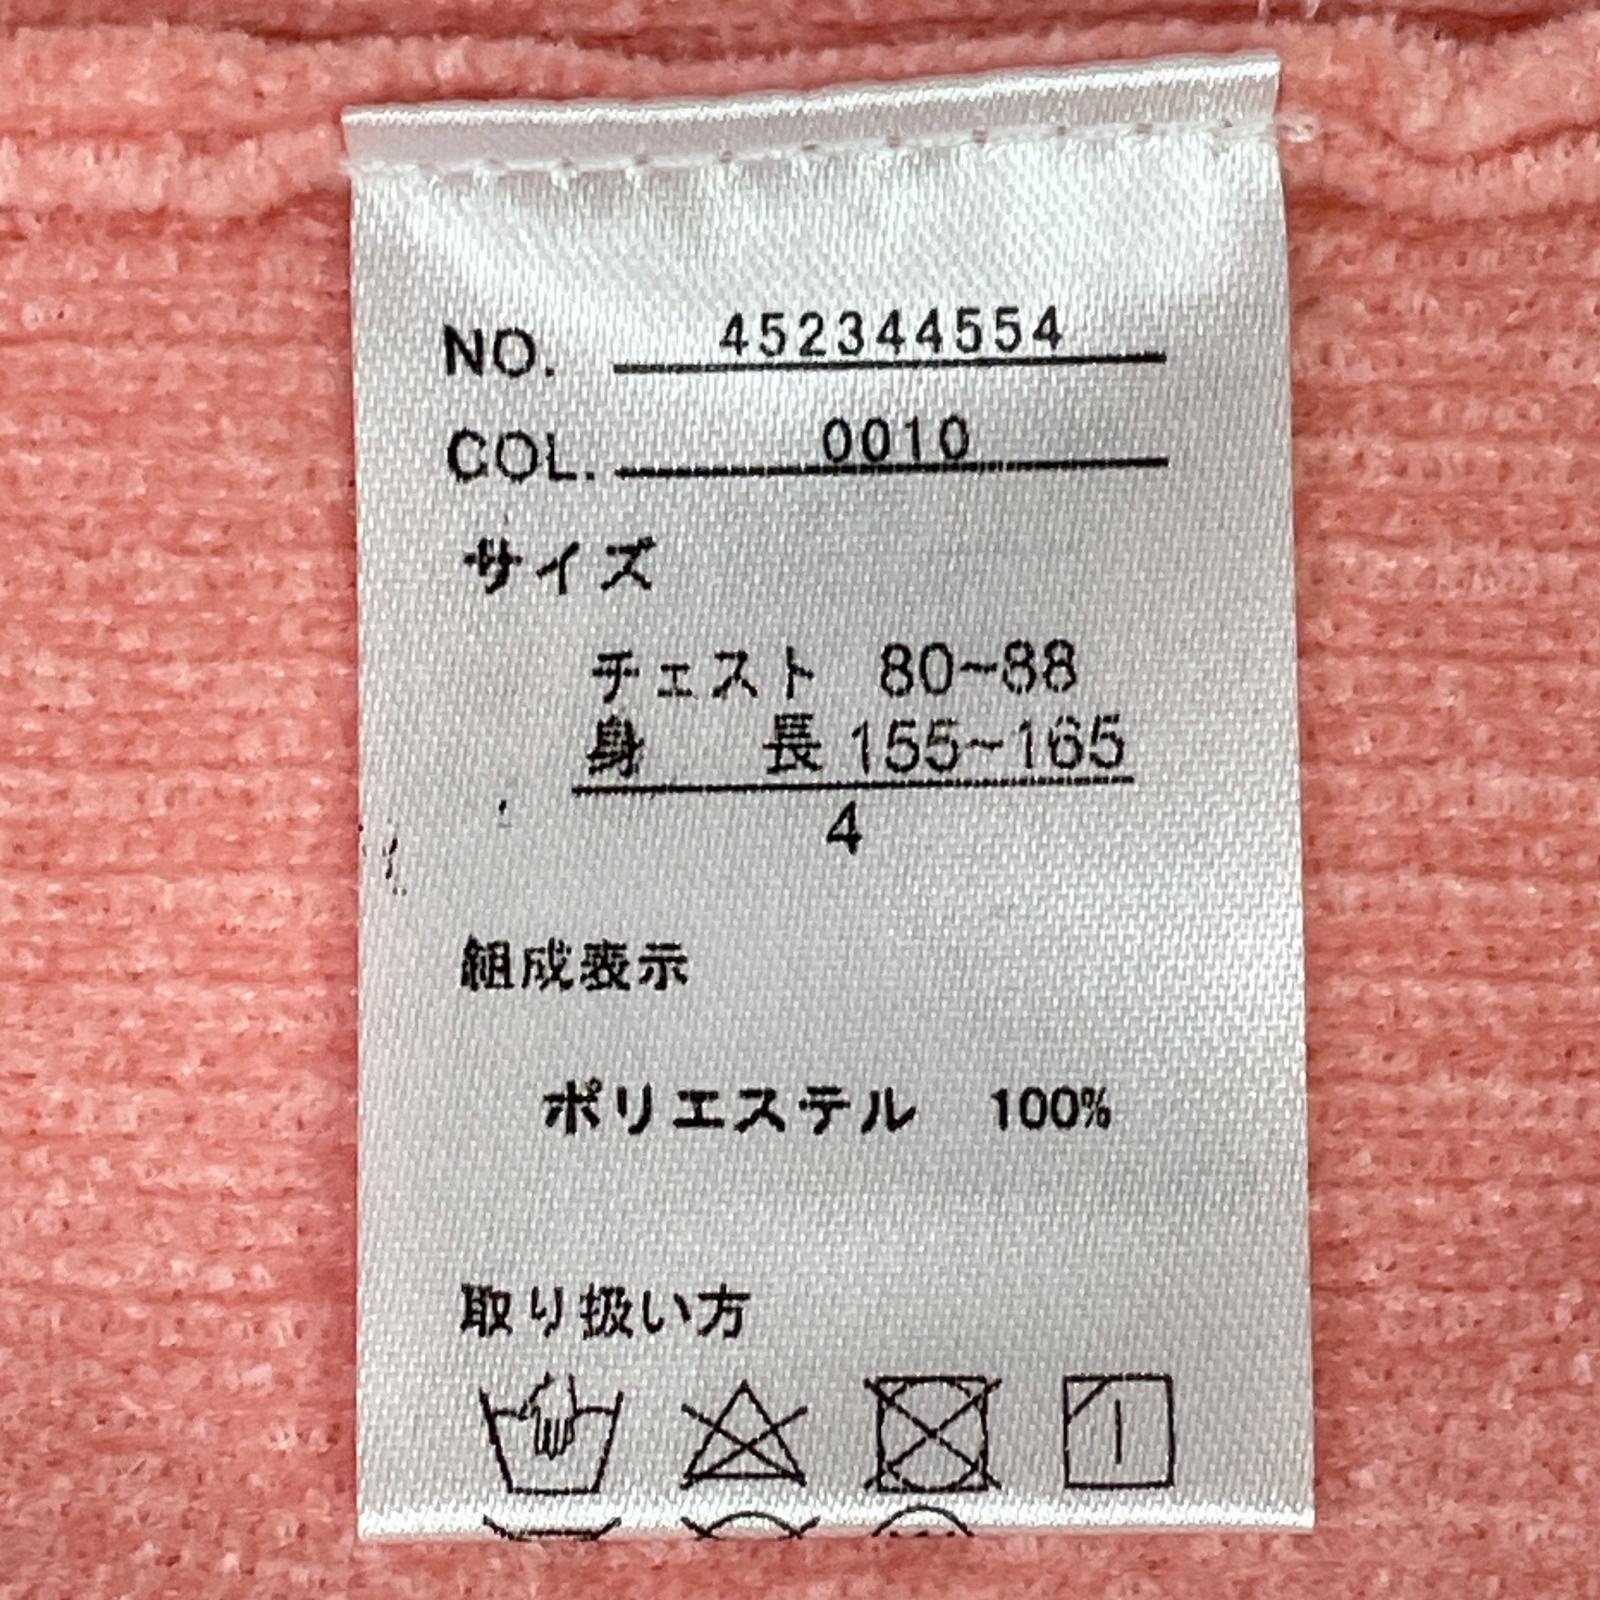 NO. 452344554
COL. 0010
サイズ
チェスト 80~88
身 長 155~165
4
組成表示
ポリエステル 100%
取り扱い方